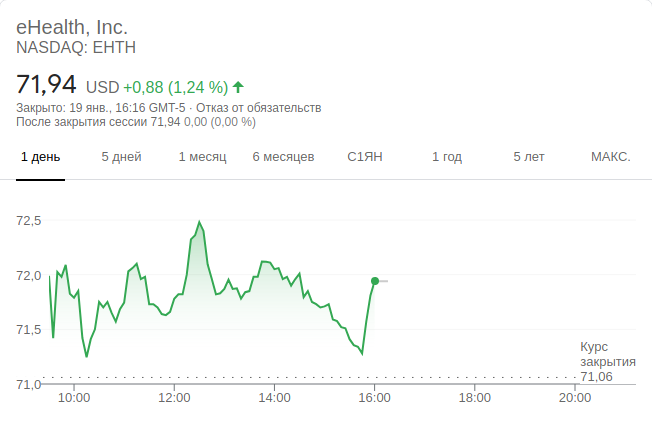 eHealth, Inc.
NASDAQ: EHTH
71,94 USD +0,88 (1,24 %)
Закрыто: 19 янв., 16:16 GMT-5 · Отказ от обязательств
После закрытия сессии 71,94 0,00 (0,00 %)
1 день 5 дней 1 месяц 6 месяцев С1ЯН 1 год 5 лет МАКС.
72,5
72,0
71,5
71,0
Курс
закрытия
71,06
10:00 12:00 14:00 16:00 18:00 20:00